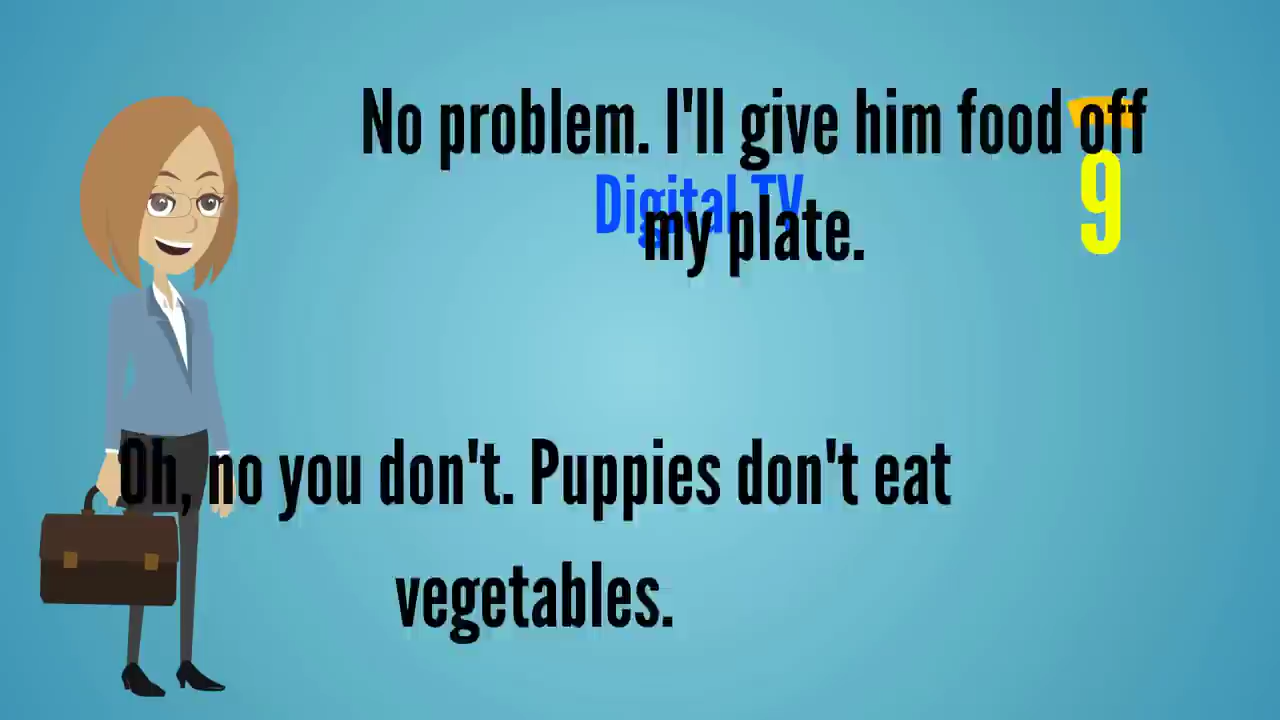 No problem. I'll give him food off
Digital TV
my plate.
9
Oh, no you don't. Puppies don't eat
vegetables.